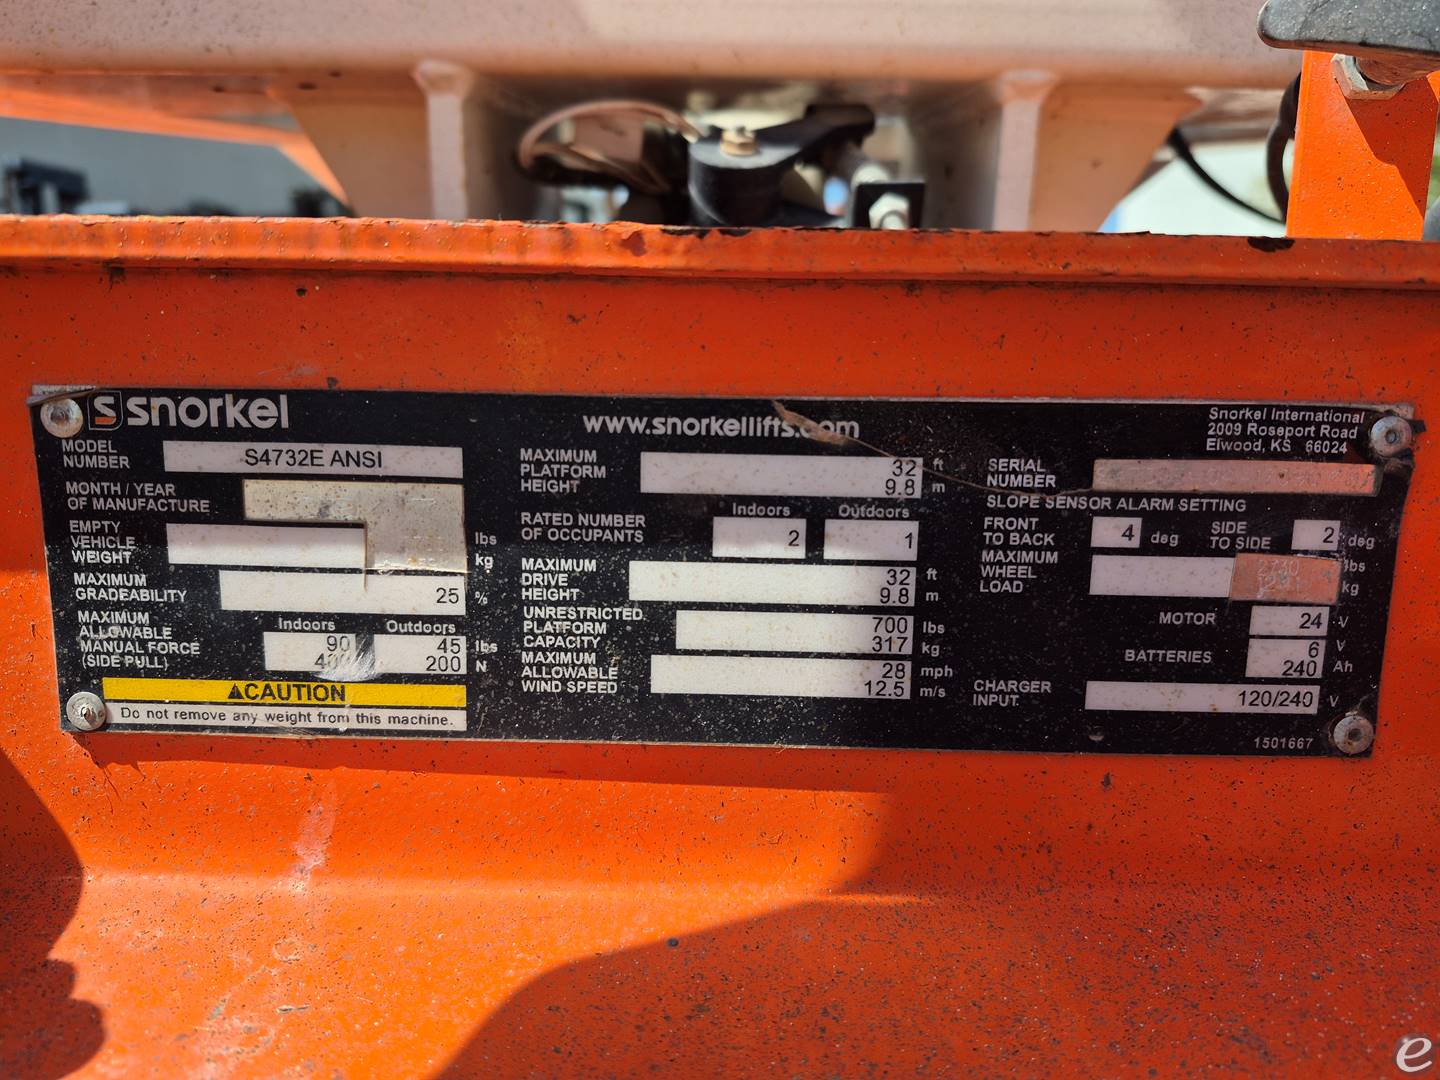 snorkel
www.snorkellifts.com
Snorkel International
2009 Roseport Road
Elwood, KS 66024
MODEL
NUMBER
S4732E ANSI
MONTH / YEAR
OF MANUFACTURE
EMPTY
VEHICLE
WEIGHT
lbs
kg
MAXIMUM
GRADEABILITY
25 %
MAXIMUM
ALLOWABLE
MANUAL FORCE
(SIDE PULL)
Indoors Outdoors
90 45 lbs
400 200 N
⚠CAUTION
Do not remove any weight from this machine.
MAXIMUM
PLATFORM
HEIGHT
32 ft
9.8 m
RATED NUMBER
OF OCCUPANTS
Indoors Outdoors
2 1
MAXIMUM
DRIVE
HEIGHT
32 ft
9.8 m
UNRESTRICTED
PLATFORM
CAPACITY
700 lbs
317 kg
MAXIMUM
ALLOWABLE
WIND SPEED
28 mph
12.5 m/s
SERIAL
NUMBER
SLOPE SENSOR ALARM SETTING
FRONT
TO BACK
4 deg
SIDE
TO SIDE
2 deg
MAXIMUM
WHEEL
LOAD
2730 lbs
kg
MOTOR 24 V
BATTERIES 6 V
240 Ah
CHARGER
INPUT
120/240 V
1501667
e